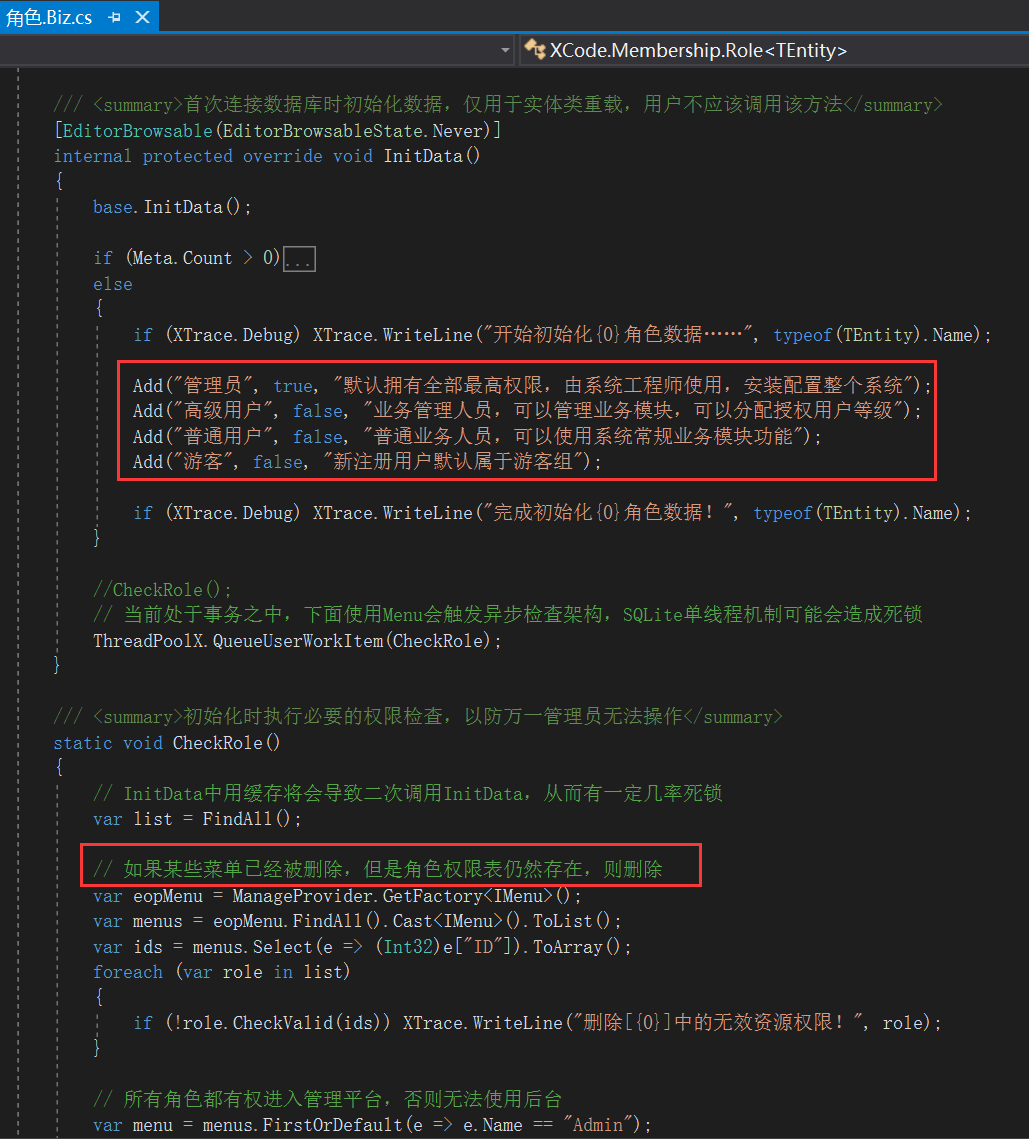 角色.Biz.cs
XCode.Membership.Role<TEntity>
/// <summary>首次连接数据库时初始化数据，仅用于实体类重载，用户不应该调用该方法</summary>
[EditorBrowsable(EditorBrowsableState.Never)]
internal protected override void InitData()
{
base.InitData();
if (Meta.Count > 0)...
else
{
if (XTrace.Debug) XTrace.WriteLine("开始初始化{0}角色数据……", typeof(TEntity).Name);
Add("管理员", true, "默认拥有全部最高权限，由系统工程师使用，安装配置整个系统");
Add("高级用户", false, "业务管理人员，可以管理业务模块，可以分配授权用户等级");
Add("普通用户", false, "普通业务人员，可以使用系统常规业务模块功能");
Add("游客", false, "新注册用户默认属于游客组");
if (XTrace.Debug) XTrace.WriteLine("完成初始化{0}角色数据！", typeof(TEntity).Name);
}
//CheckRole();
// 当前处于事务之中，下面使用Menu会触发异步检查架构，SQLite单线程机制可能会造成死锁
ThreadPoolX.QueueUserWorkItem(CheckRole);
}
/// <summary>初始化时执行必要的权限检查，以防万一管理员无法操作</summary>
static void CheckRole()
{
// InitData中用缓存将会导致二次调用InitData，从而有一定几率死锁
var list = FindAll();
// 如果某些菜单已经被删除，但是角色权限表仍然存在，则删除
var eopMenu = ManageProvider.GetFactory<IMenu>();
var menus = eopMenu.FindAll().Cast<IMenu>().ToList();
var ids = menus.Select(e => (Int32)e["ID"]).ToArray();
foreach (var role in list)
{
if (!role.CheckValid(ids)) XTrace.WriteLine("删除[{0}]中的无效资源权限！", role);
}
// 所有角色都有权进入管理平台，否则无法使用后台
var menu = menus.FirstOrDefault(e => e.Name == "Admin");